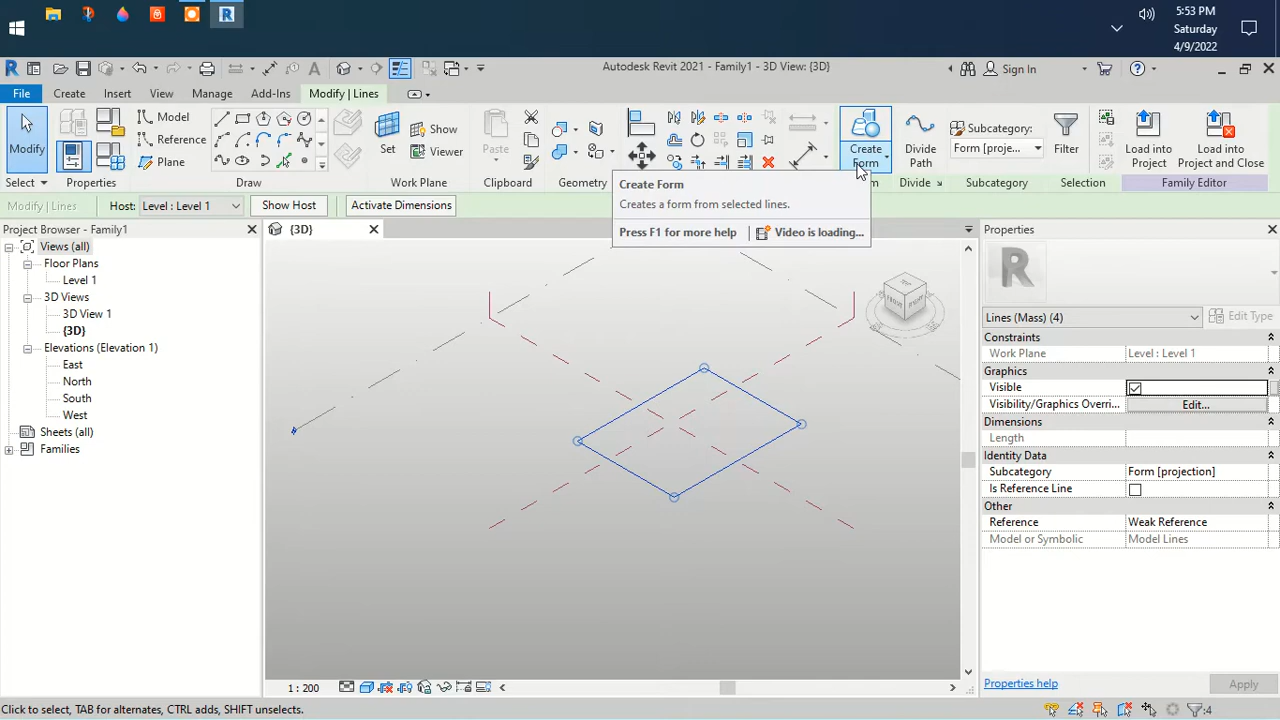 5:53 PM
Saturday
4/9/2022
Autodesk Revit 2021 - Family1 - 3D View: {3D}
Sign In
File Create Insert View Manage Add-Ins Modify | Lines
Modify
Model
Reference
Plane
Set
Show
Viewer
Paste
Create
Form
Divide
Path
Subcategory:
Form [proje...
Filter
Load into
Project
Load into
Project and Close
Select Properties Draw Work Plane Clipboard Geometry
Divide Subcategory Selection Family Editor
Create Form
Creates a form from selected lines.
Press F1 for more help Video is loading...
Modify | Lines Host: Level : Level 1 Show Host Activate Dimensions
Project Browser - Family1
Views (all)
Floor Plans
Level 1
3D Views
3D View 1
{3D}
Elevations (Elevation 1)
East
North
South
West
Sheets (all)
Families
{3D}
FRONT
TOP
1 : 200
Properties
R
Lines (Mass) (4) Edit Type
Constraints
Work Plane Level : Level 1
Graphics
Visible
Visibility/Graphics Overri... Edit...
Dimensions
Length
Identity Data
Subcategory Form [projection]
Is Reference Line
Other
Reference Weak Reference
Model or Symbolic Model Lines
Properties help Apply
Click to select, TAB for alternates, CTRL adds, SHIFT unselects.
:4